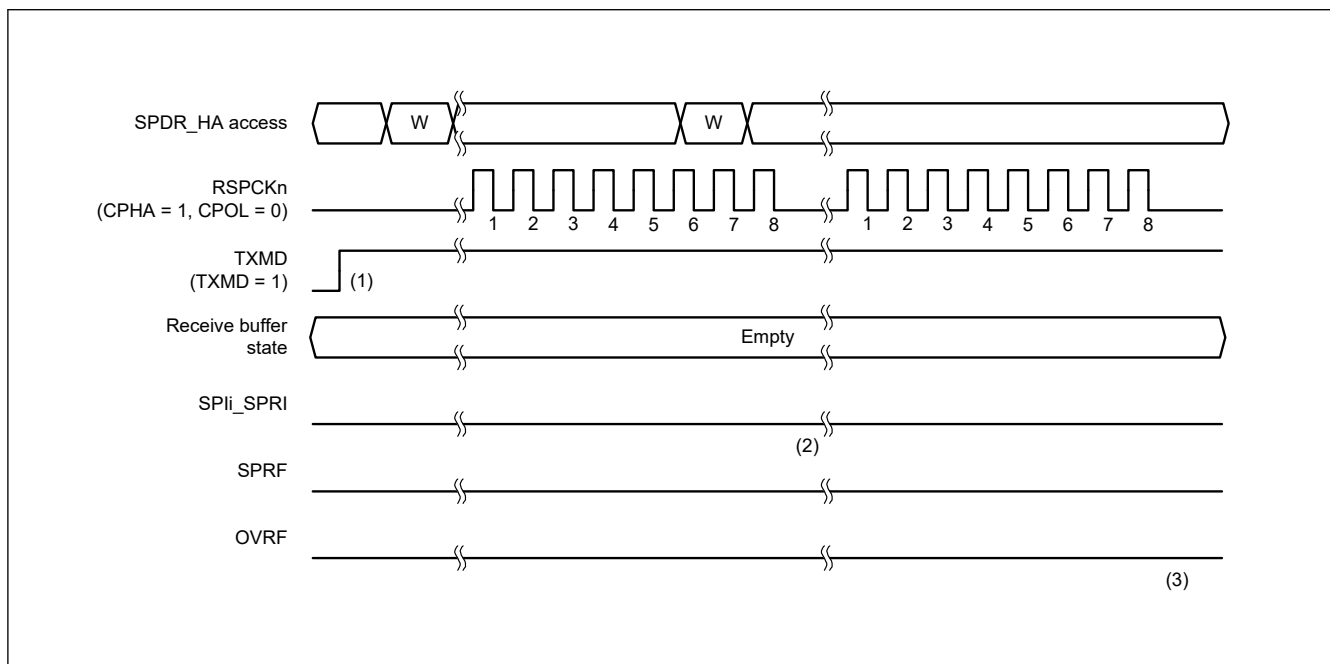 SPDR_HA access
W
W
RSPCKn
(CPHA = 1, CPOL = 0)
1 2 3 4 5 6 7 8
1 2 3 4 5 6 7 8
TXMD
(TXMD = 1)
(1)
Receive buffer
state
Empty
SPIi_SPRI
(2)
SPRF
OVRF
(3)